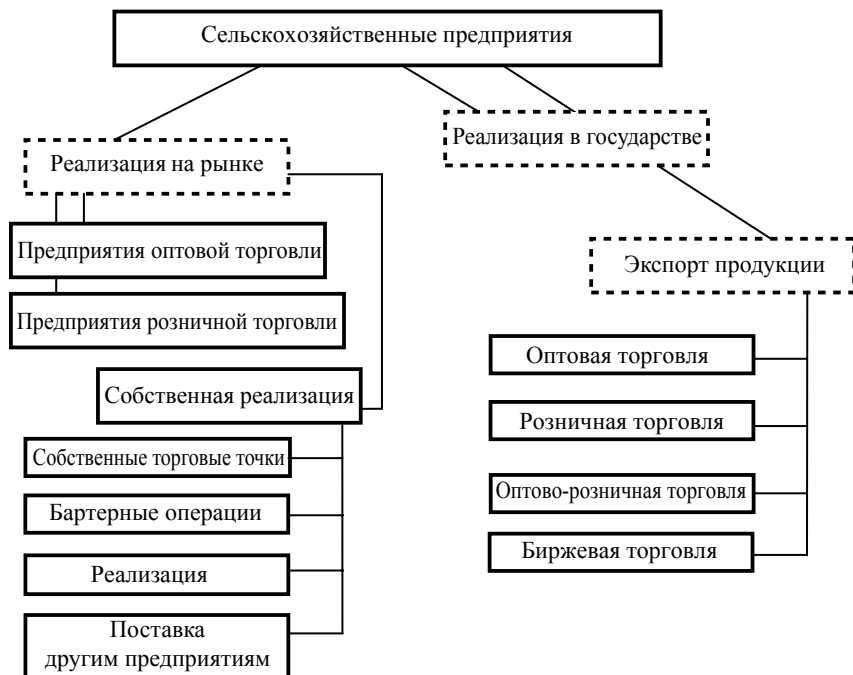 Сельскохозяйственные предприятия
Реализация на рынке
Реализация в государстве
Предприятия оптовой торговли
Предприятия розничной торговли
Экспорт продукции
Собственная реализация
Собственные торговые точки
Бартерные операции
Реализация
Поставка
другим предприятиям
Оптовая торговля
Розничная торговля
Оптово-розничная торговля
Биржевая торговля